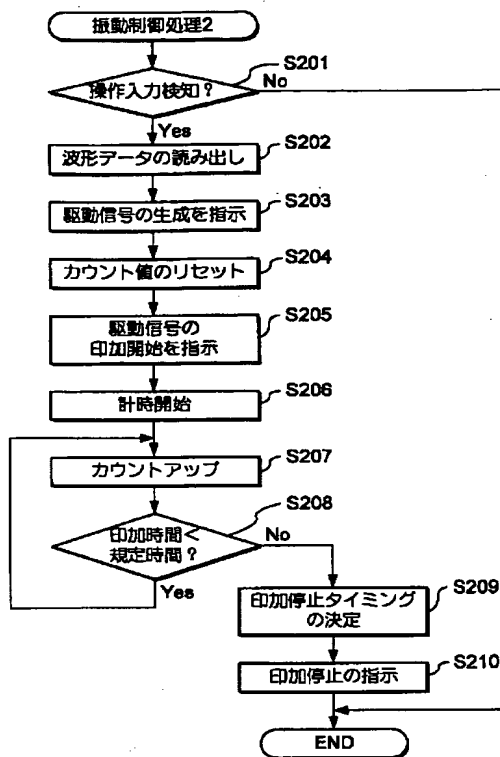 振動制御処理2
S201
操作入力検知?
No
Yes
S202
波形データの読み出し
S203
駆動信号の生成を指示
S204
カウント値のリセット
S205
駆動信号の
印加開始を指示
S206
計時開始
S207
カウントアップ
S208
印加時間<
規定時間?
No
Yes
S209
印加停止タイミング
の決定
S210
印加停止の指示
END